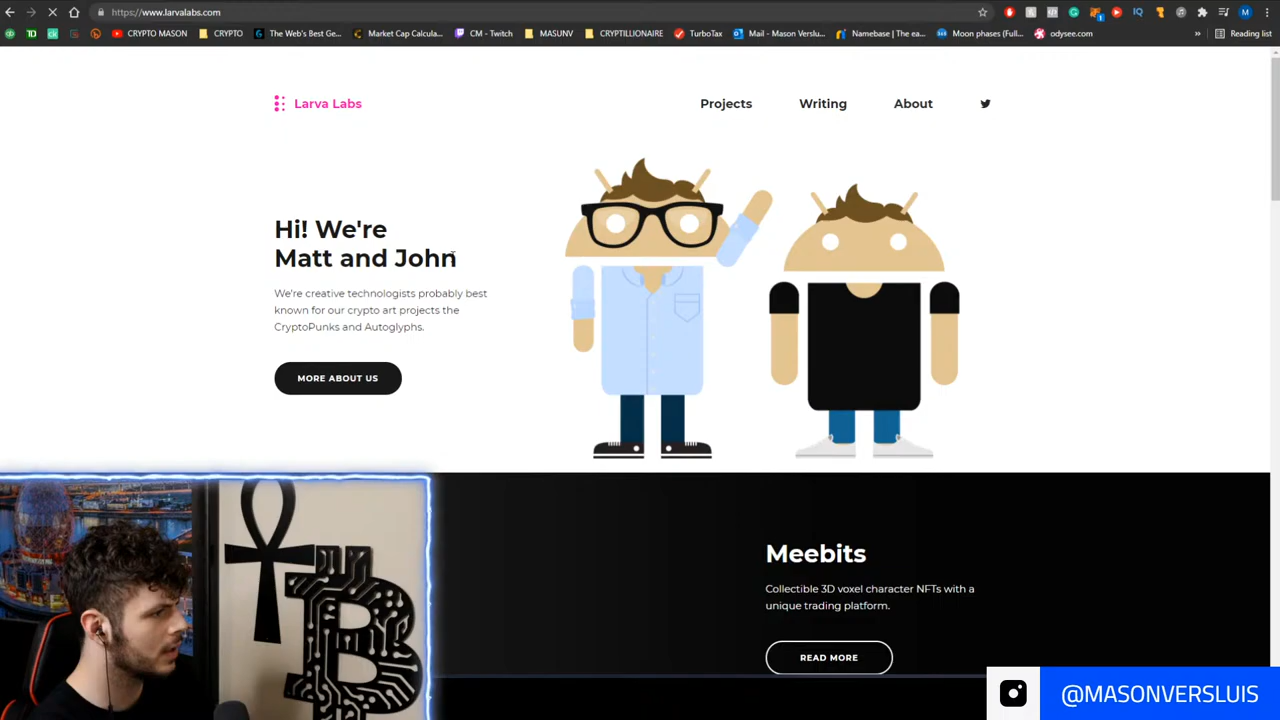 https://www.larvalabs.com
CRYPTO MASON
CRYPTO
The Web's Best Ge...
Market Cap Calcula...
CM - Twitch
MASUNV
CRYPTILLIONAIRE
TurboTax
Mail - Mason Verslu...
Namebase | The ea...
Moon phases (Full...
odysee.com
»
Reading list
Larva Labs
Projects
Writing
About
Hi! We're
Matt and John
We're creative technologists probably best
known for our crypto art projects the
CryptoPunks and Autoglyphs.
MORE ABOUT US
Meebits
Collectible 3D voxel character NFTs with a
unique trading platform.
READ MORE
@MASONVERSLUIS